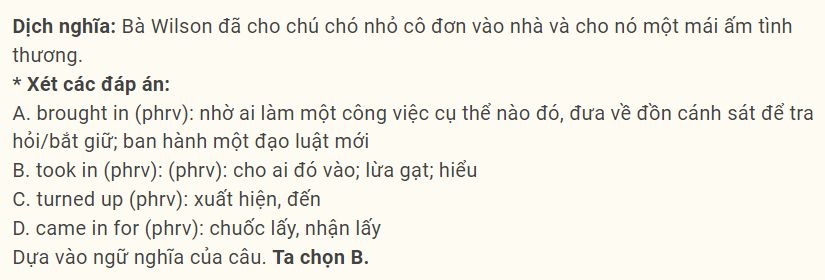 Dịch nghĩa: Bà Wilson đã cho chú chó nhỏ cô đơn vào nhà và cho nó một mái ấm tình
thương.
* Xét các đáp án:
A. brought in (phrv): nhờ ai làm một công việc cụ thể nào đó, đưa về đồn cánh sát để tra
hỏi/bắt giữ; ban hành một đạo luật mới
B. took in (phrv): (phrv): cho ai đó vào; lừa gạt; hiểu
C. turned up (phrv): xuất hiện, đến
D. came in for (phrv): chuốc lấy, nhận lấy
Dựa vào ngữ nghĩa của câu. Ta chọn B.